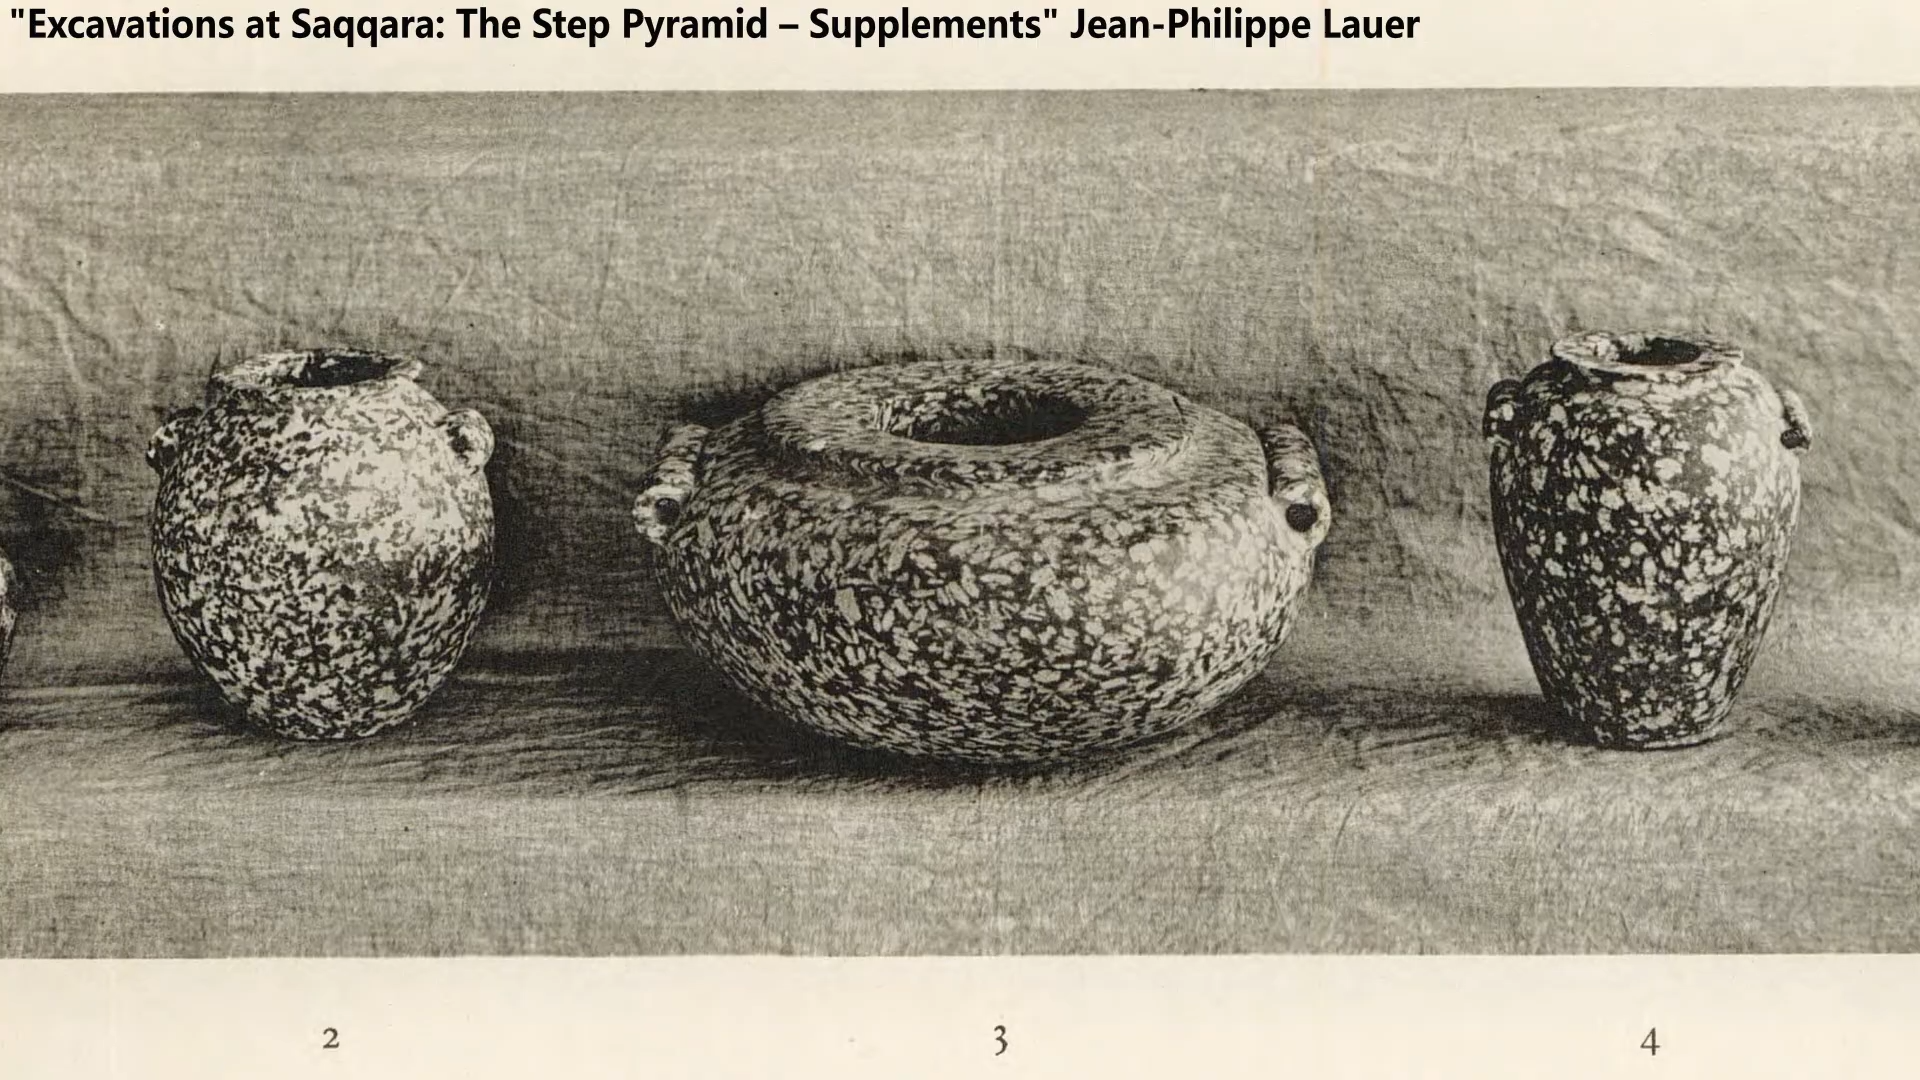 "Excavations at Saqqara: The Step Pyramid – Supplements" Jean-Philippe Lauer
2
3
4